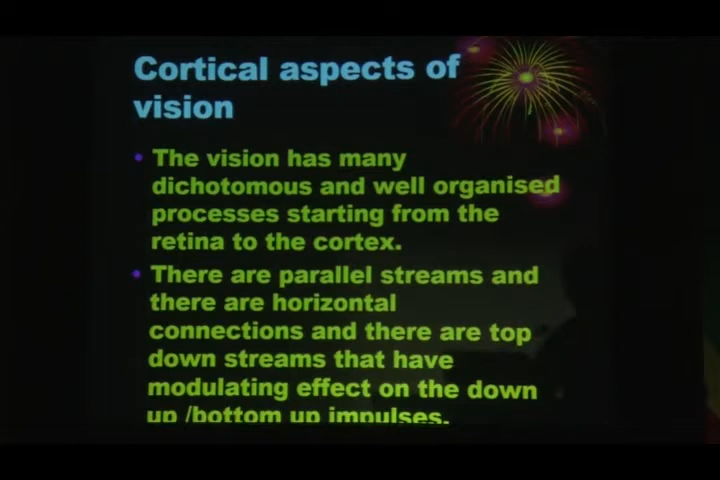 Cortical aspects of
vision
• The vision has many
dichotomous and well organised
processes starting from the
retina to the cortex.
• There are parallel streams and
there are horizontal
connections and there are top
down streams that have
modulating effect on the down
up /bottom up impulses.